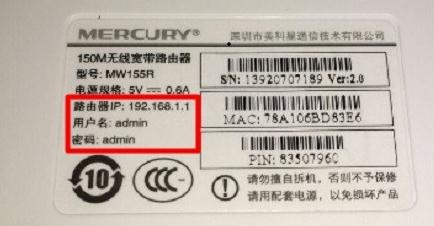 MERCURY®
深圳市美科星通信技术有限公司
150M无线宽带路由器
型号: MW155R
电源规格: 5V ⎓ 0.6A
路由器IP: 192.168.1.1
用户名: admin
密码: admin
S/N: 13920707189 Ver:2.0
MAC: 78A106BD83E6
PIN: 83507960
10
CCC
请勿擅自拆机，否则不予保修
请用配套电源，以免损坏产品